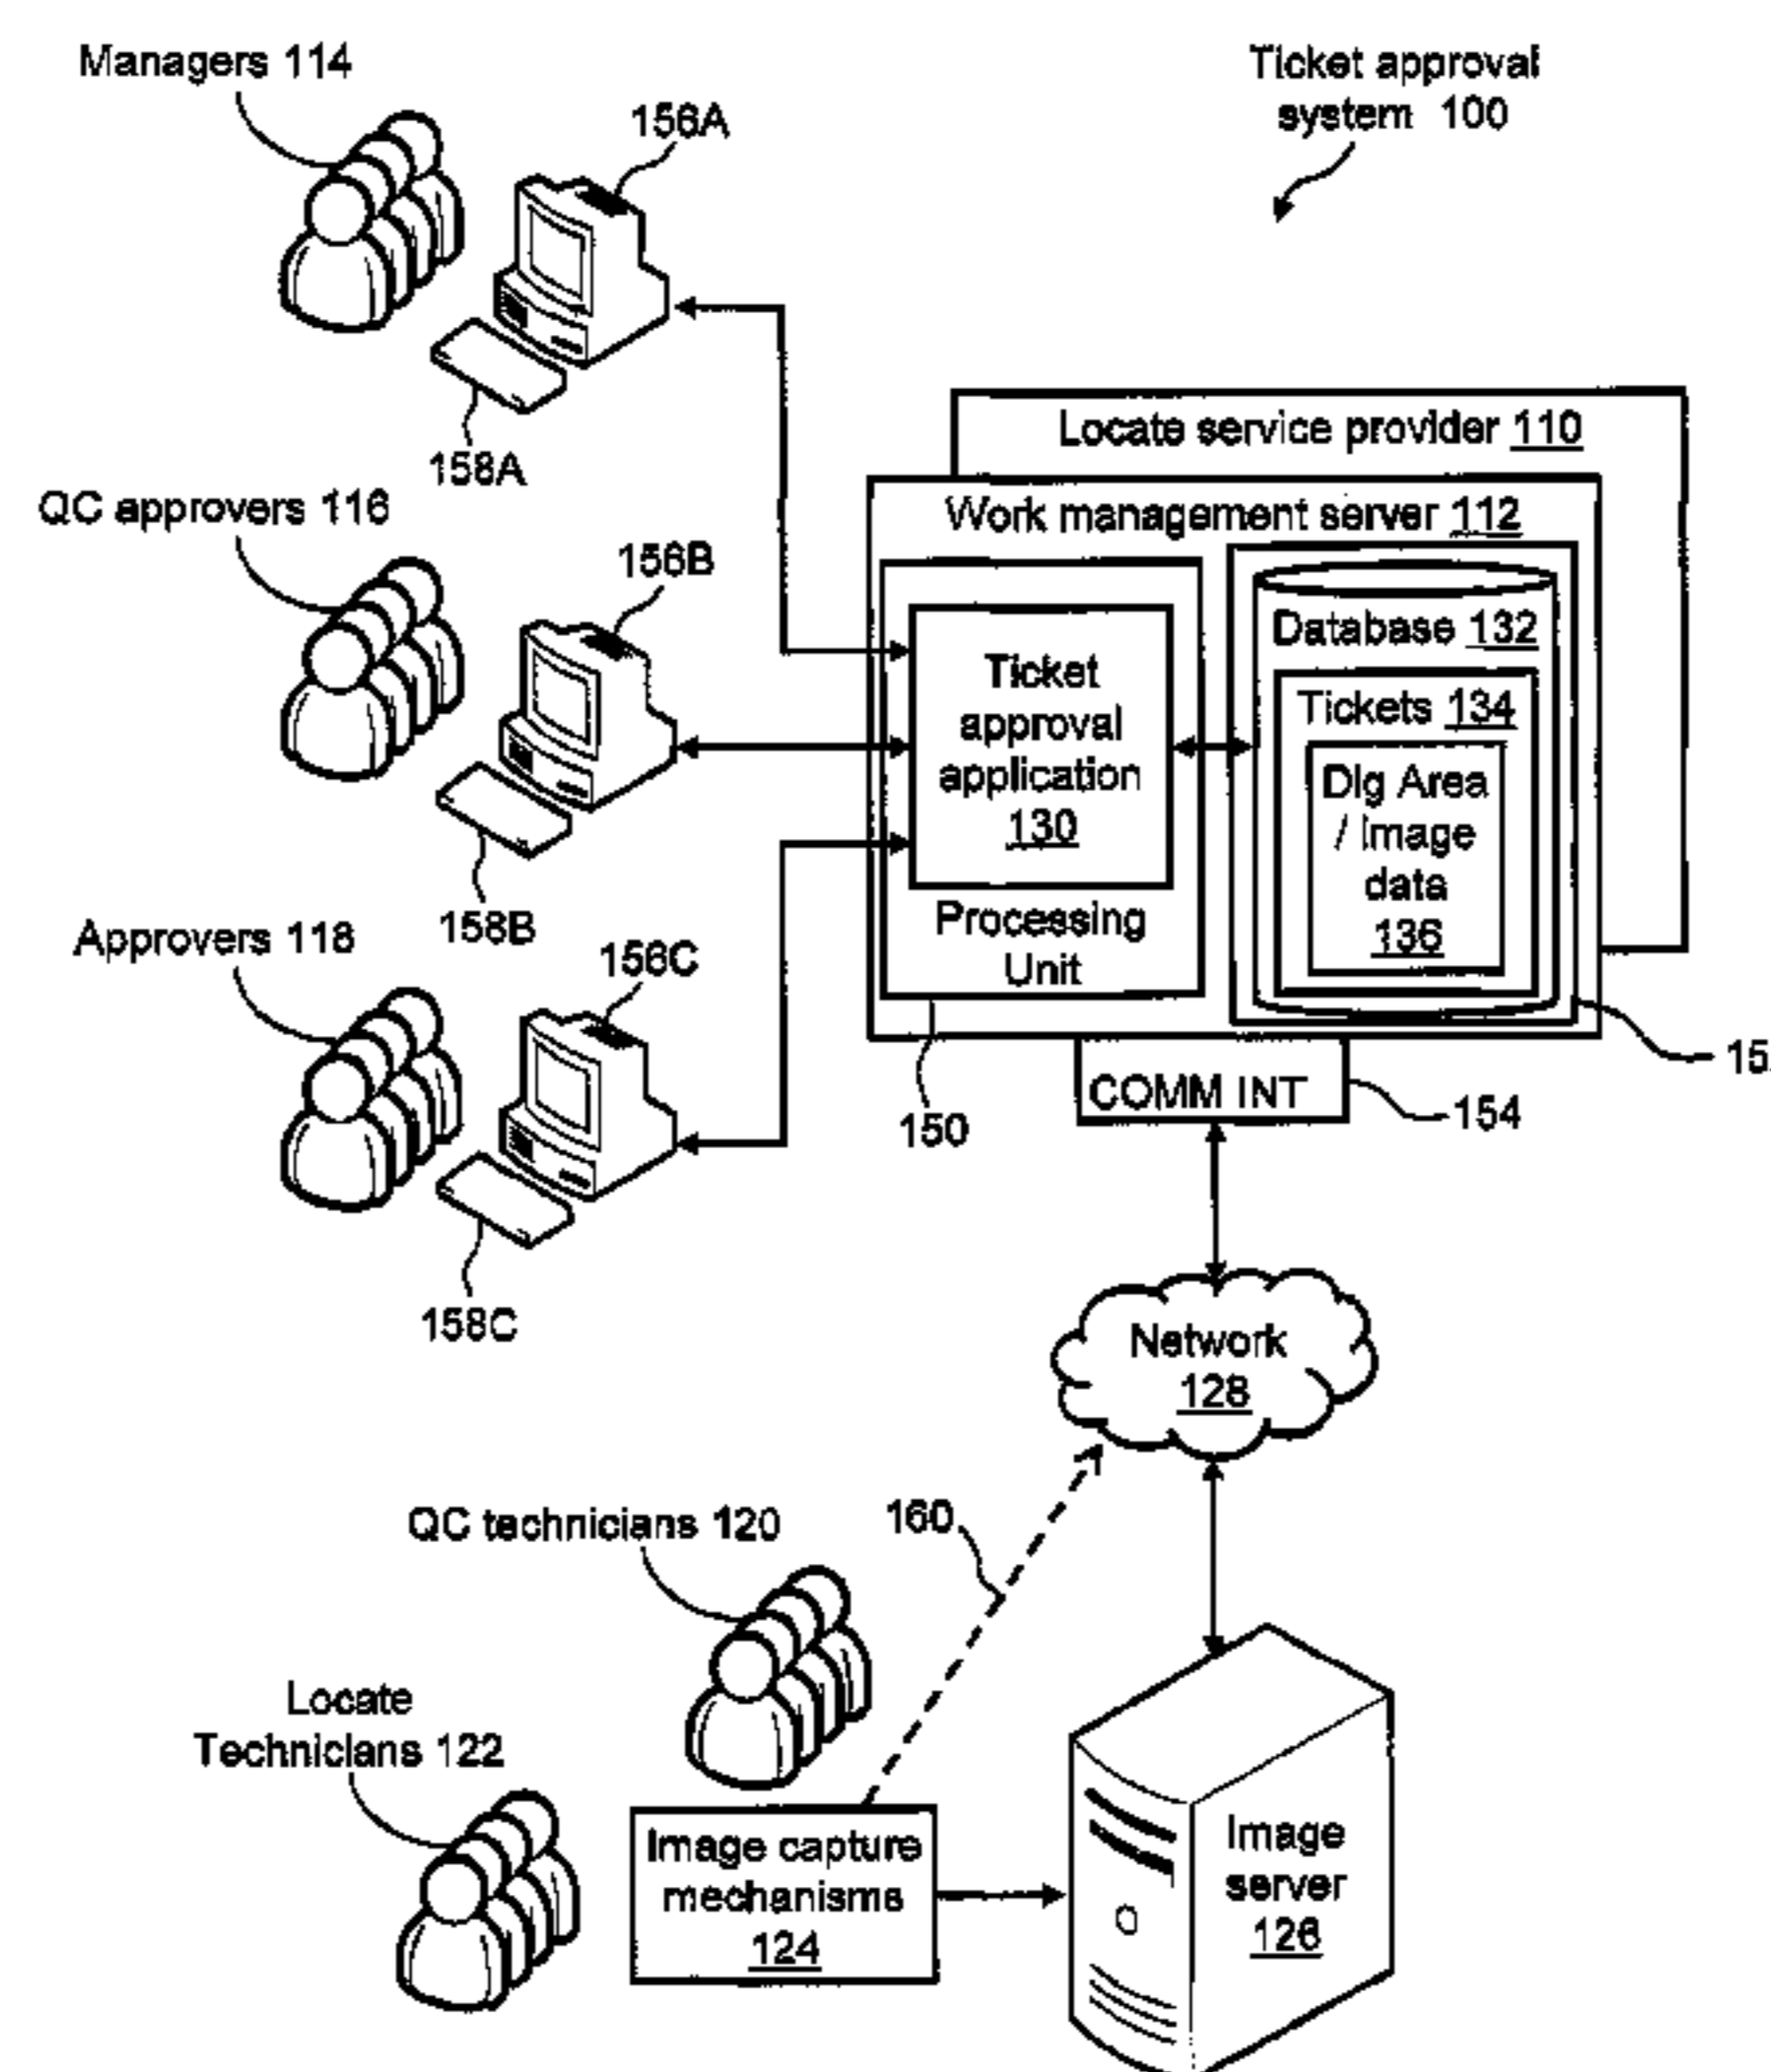 Managers 114
Ticket approval
system 100
156A
158A
Locate service provider 110
QC approvers 116
Work management server 112
156B
Database 132
Ticket
approval
application
130
Tickets 134
Dig Area
/ Image
data
136
158B
Processing
Unit
Approvers 118
156C
150
COMM INT
154
158C
Network
128
QC technicians 120
160
Locate
Technicians 122
Image capture
mechanisms
124
Image
server
126